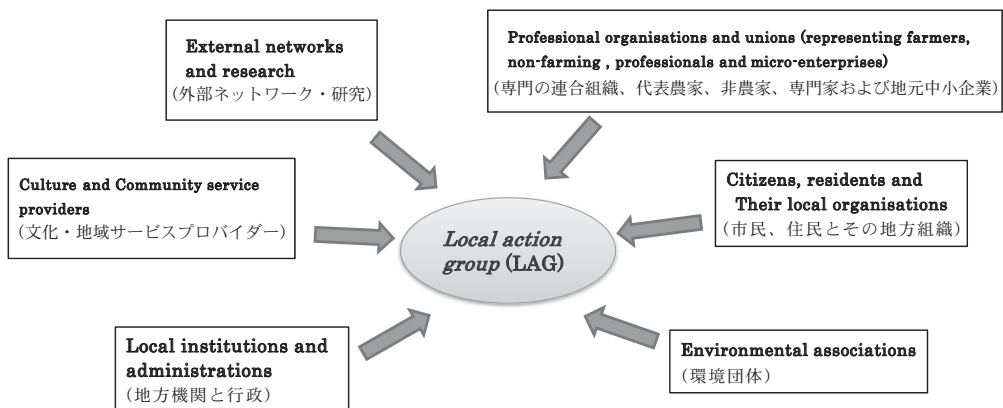 External networks
and research
(外部ネットワーク・研究)
Professional organisations and unions (representing farmers,
non-farming , professionals and micro-enterprises)
(専門の連合組織、代表農家、非農家、専門家および地元中小企業)
Culture and Community service
providers
(文化・地域サービスプロバイダー)
Citizens, residents and
Their local organisations
(市民、住民とその地方組織)
Local action
group (LAG)
Local institutions and
administrations
(地方機関と行政)
Environmental associations
(環境団体)